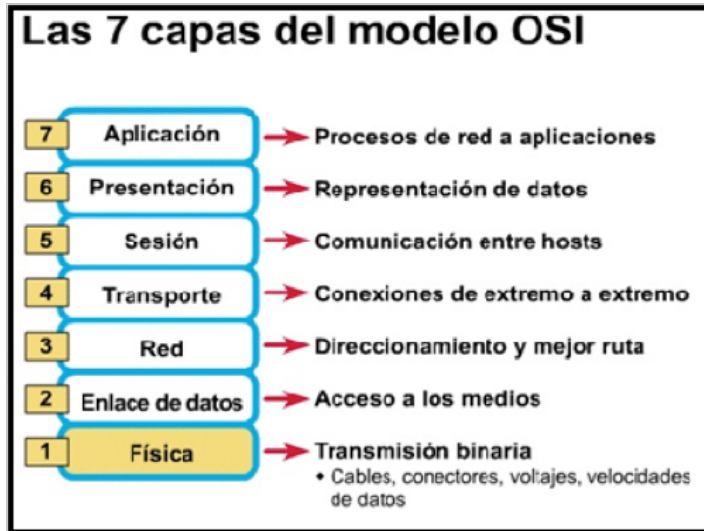 Las 7 capas del modelo OSI
7 Aplicación Procesos de red a aplicaciones
6 Presentación Representación de datos
5 Sesión Comunicación entre hosts
4 Transporte Conexiones de extremo a extremo
3 Red Direccionamiento y mejor ruta
2 Enlace de datos Acceso a los medios
1 Física Transmisión binaria
• Cables, conectores, voltajes, velocidades
de datos